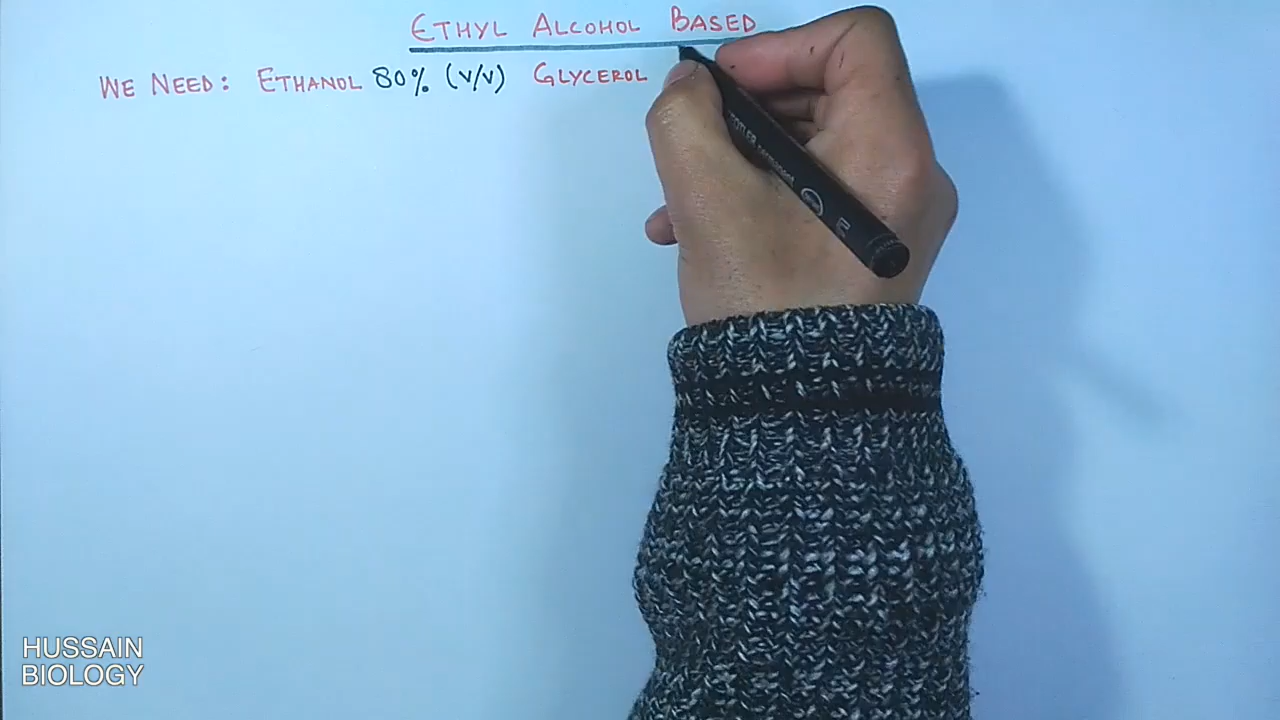 ETHYL ALCOHOL BASED
WE NEED: ETHANOL 80% (v/v) GLYCEROL
HUSSAIN
BIOLOGY